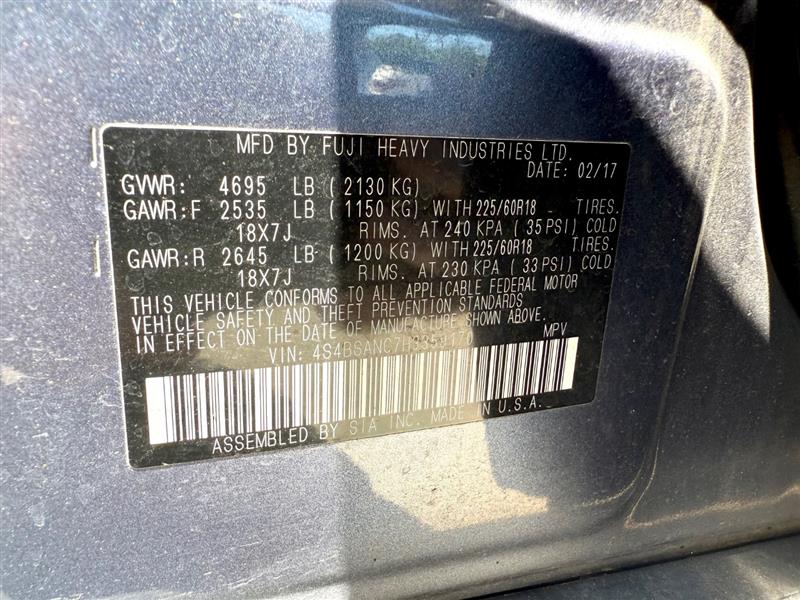 MFD BY FUJI HEAVY INDUSTRIES LTD.
DATE: 02/17
GVWR: 4695 LB ( 2130 KG)
GAWR:F 2535 LB ( 1150 KG) WITH 225/60R18 TIRES.
18X7J RIMS. AT 240 KPA ( 35 PSI) COLD
GAWR:R 2645 LB ( 1200 KG) WITH 225/60R18 TIRES.
18X7J RIMS. AT 230 KPA ( 33 PSI) COLD
THIS VEHICLE CONFORMS TO ALL APPLICABLE FEDERAL MOTOR
VEHICLE SAFETY AND THEFT PREVENTION STANDARDS
IN EFFECT ON THE DATE OF MANUFACTURE SHOWN ABOVE.
VIN: MPV
ASSEMBLED BY SIA INC. MADE IN U.S.A.